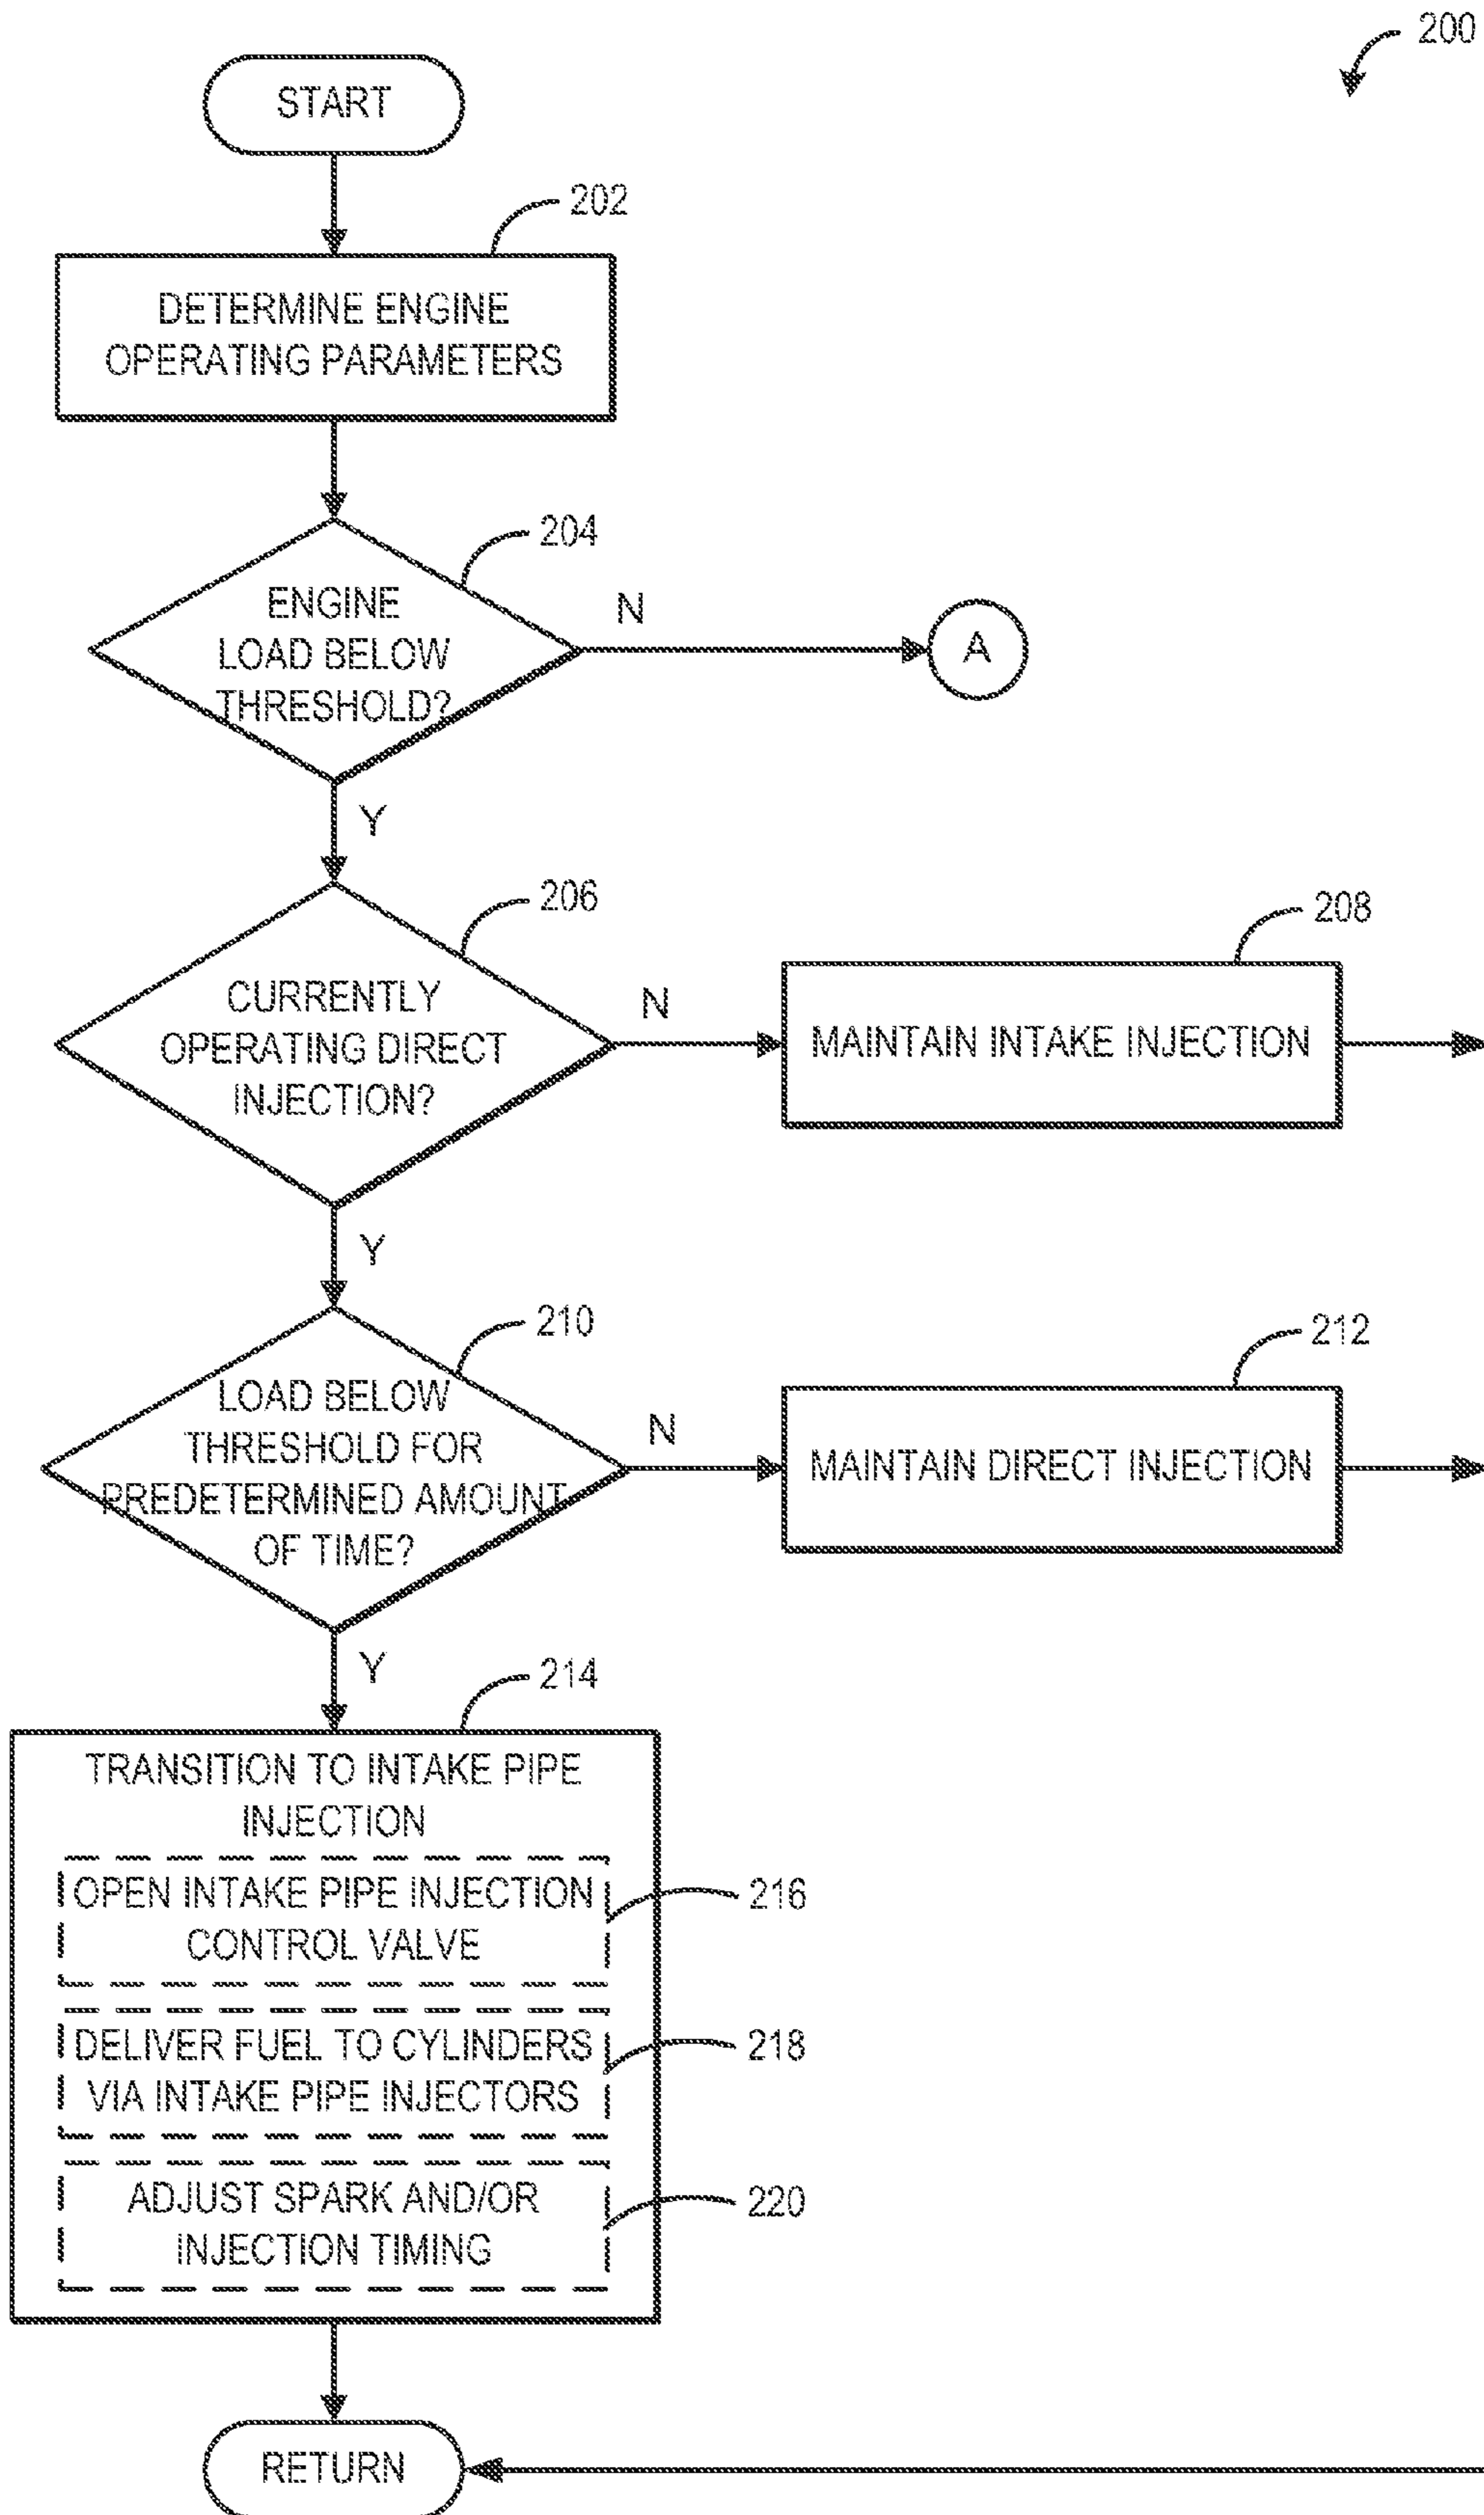 200
START
202
DETERMINE ENGINE
OPERATING PARAMETERS
204
ENGINE
LOAD BELOW
THRESHOLD?
N
A
Y
206
CURRENTLY
OPERATING DIRECT
INJECTION?
N
208
MAINTAIN INTAKE INJECTION
Y
210
LOAD BELOW
THRESHOLD FOR
PREDETERMINED AMOUNT
OF TIME?
N
212
MAINTAIN DIRECT INJECTION
Y
214
TRANSITION TO INTAKE PIPE
INJECTION
OPEN INTAKE PIPE INJECTION
CONTROL VALVE
216
DELIVER FUEL TO CYLINDERS
VIA INTAKE PIPE INJECTORS
218
ADJUST SPARK AND/OR
INJECTION TIMING
220
RETURN